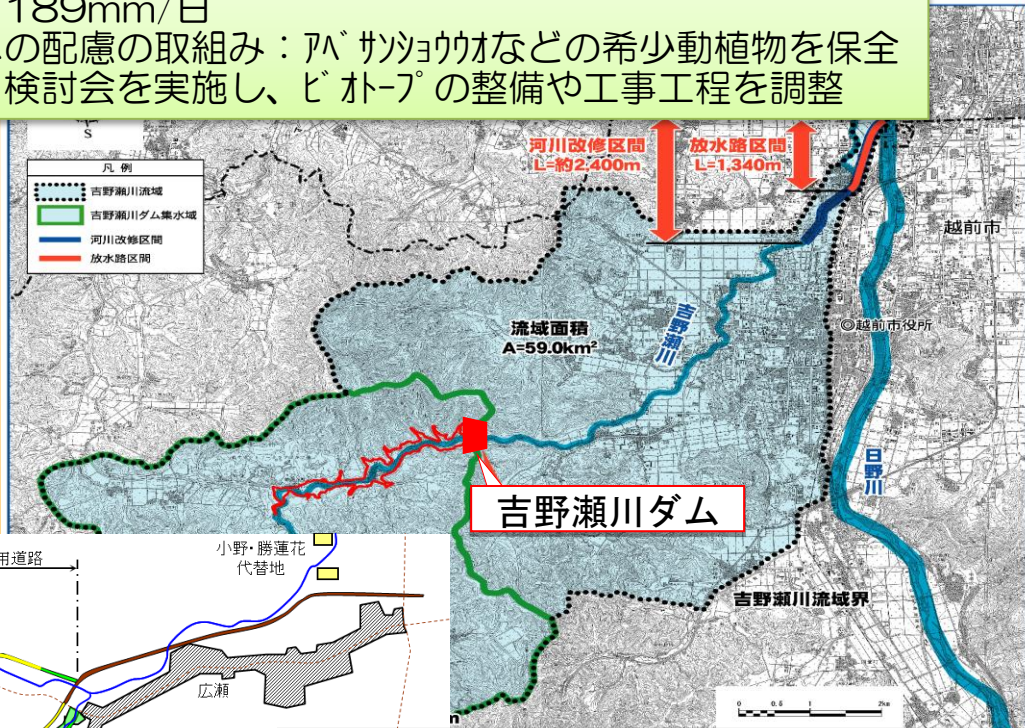 189mm/日
の配慮の取組み：ｱﾍﾞｻﾝｼｮｳｳｵなどの希少動植物を保全
検討会を実施し、ﾋﾞｵﾄｰﾌﾟの整備や工事工程を調整
S
河川改修区間
L=約2,400m
放水路区間
L=1,340m
凡 例
吉野瀬川流域
吉野瀬川ダム集水域
河川改修区間
放水路区間
越前市
◎越前市役所
流域面積
A=59.0km²
吉野瀬川
日野川
吉野瀬川ダム
用道路
小野･勝蓮花
代替地
吉野瀬川流域界
広瀬
0 0.5 1 2km
m